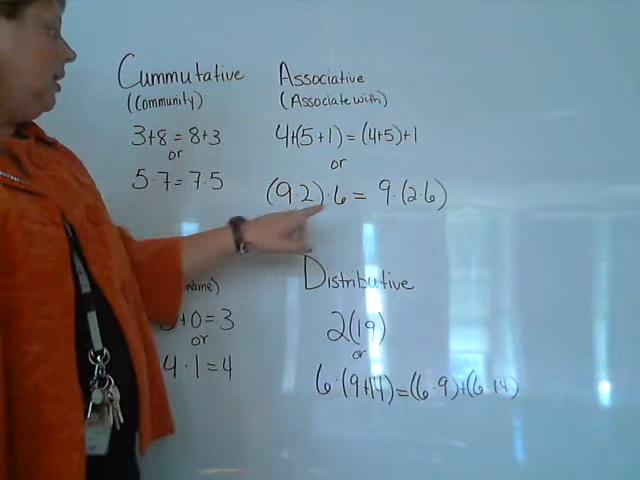 Cummutative
(Community)
3+8=8+3
or
5·7=7·5
Associative
(Associate with)
4+(5+1)=(4+5)+1
or
(9·2)·6=9·(2·6)
name)
+0=3
or
4·1=4
Distributive
2(19)
or
6·(9+14)=(6·9)+(6·14)